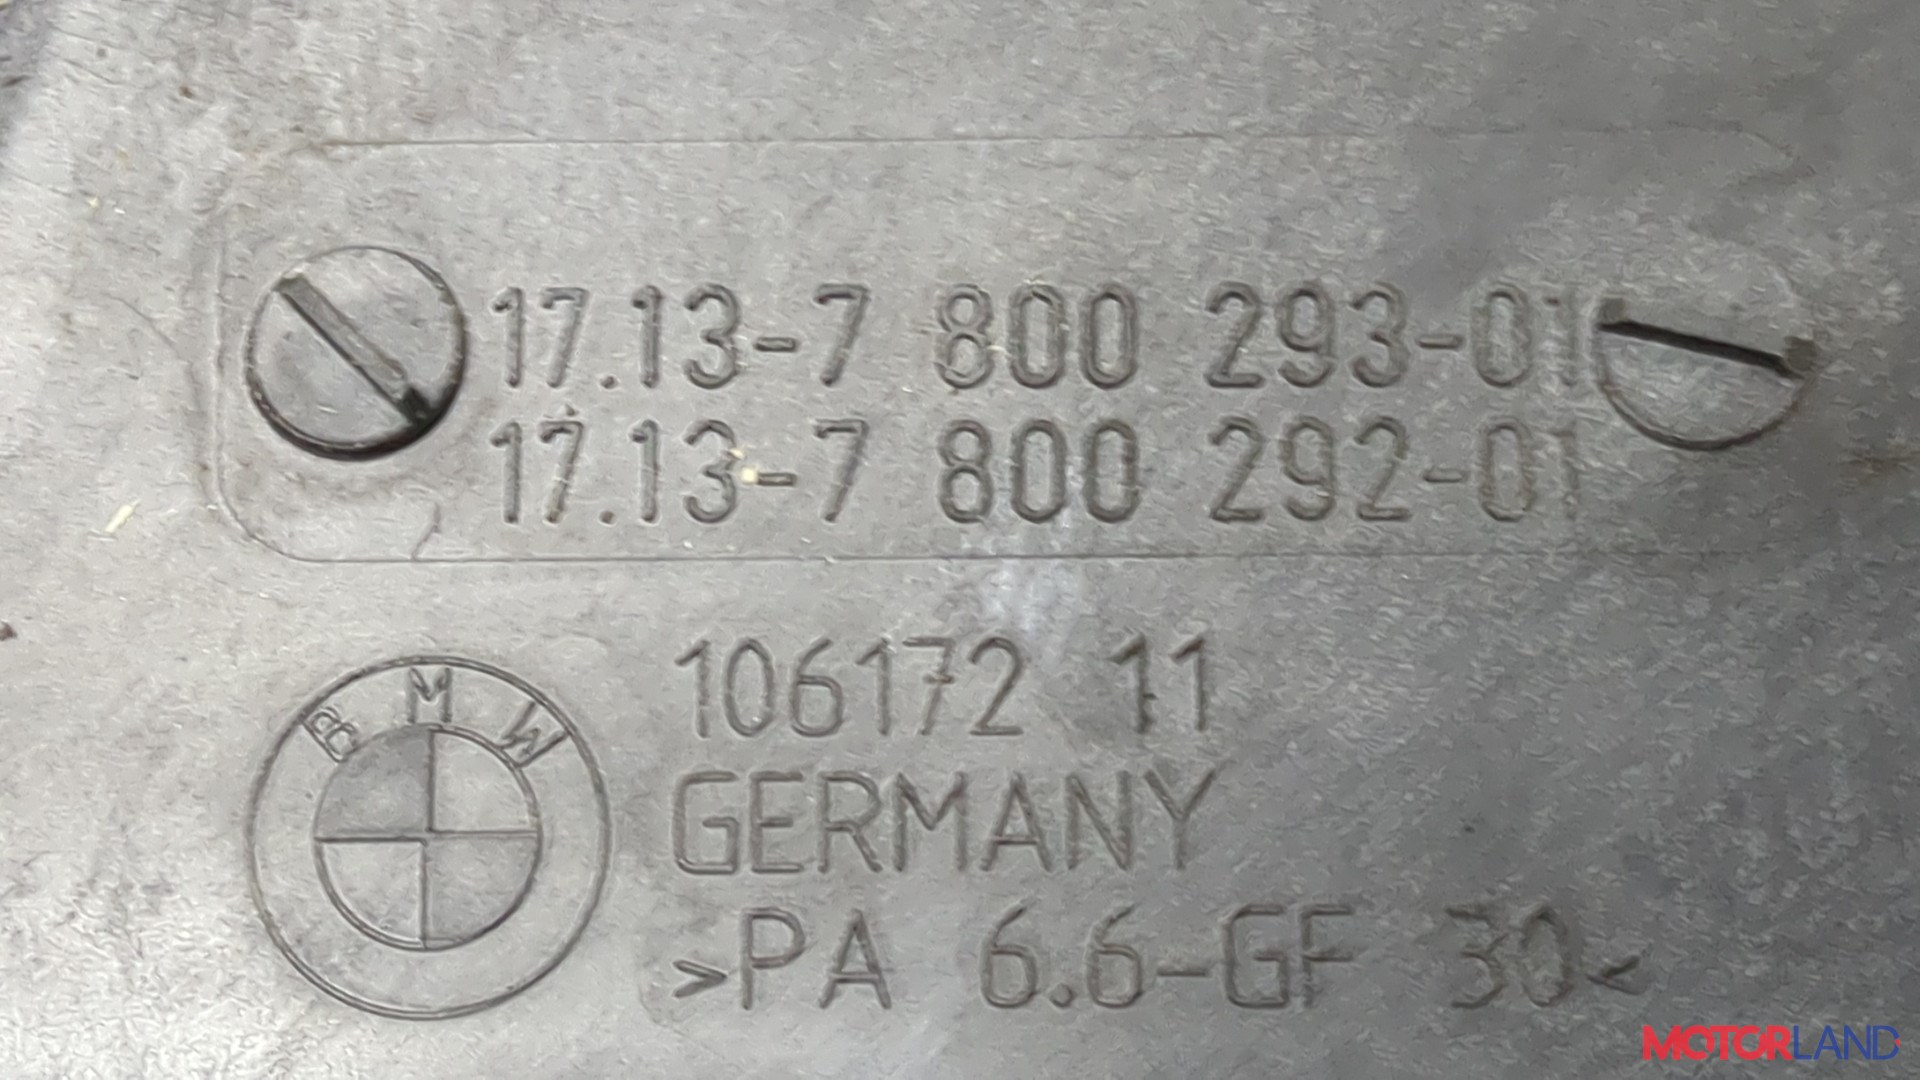 17.13-7 800 293-01
17.13-7 800 292-01
BMW
106172 11
GERMANY
>PA 6.6-GF 30<
MOTORLAND